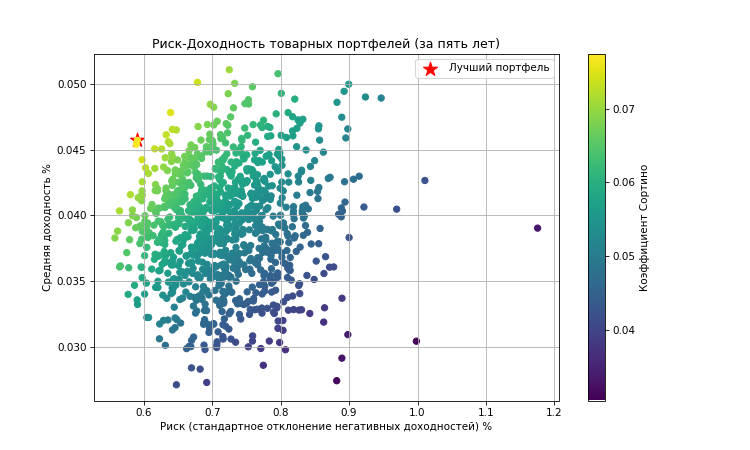 Риск-Доходность товарных портфелей (за пять лет)
Лучший портфель
0.050
0.045
0.040
0.035
0.030
Средняя доходность %
0.6 0.7 0.8 0.9 1.0 1.1 1.2
Риск (стандартное отклонение негативных доходностей) %
0.07
0.06
0.05
0.04
Коэффициент Сортино